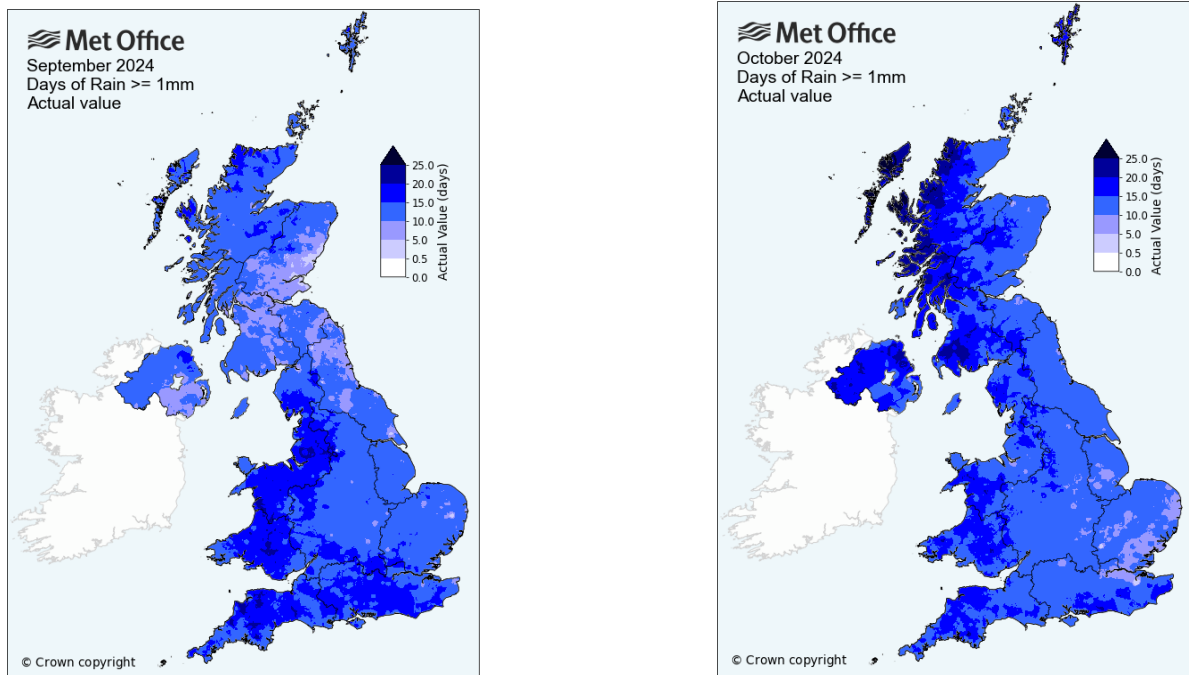 Met Office
September 2024
Days of Rain >= 1mm
Actual value
25.0
20.0
15.0
10.0
5.0
0.5
0.0
Actual Value (days)
© Crown copyright
Met Office
October 2024
Days of Rain >= 1mm
Actual value
25.0
20.0
15.0
10.0
5.0
0.5
0.0
Actual Value (days)
© Crown copyright